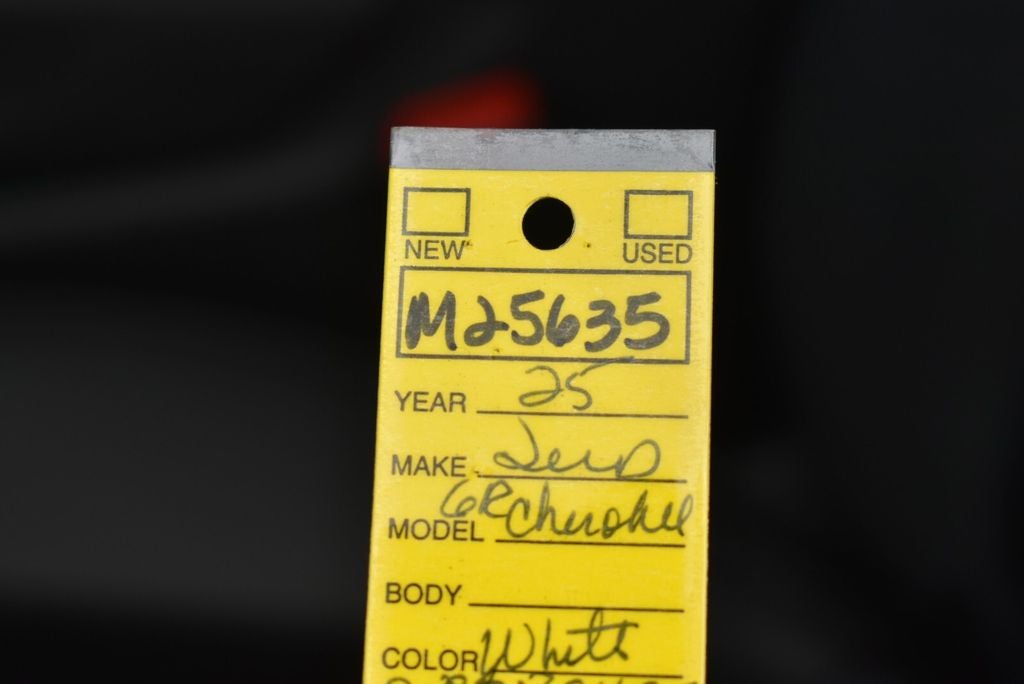 NEW USED
M25635
YEAR 25
MAKE Jeep
MODEL GR Cherokee
BODY
COLOR White